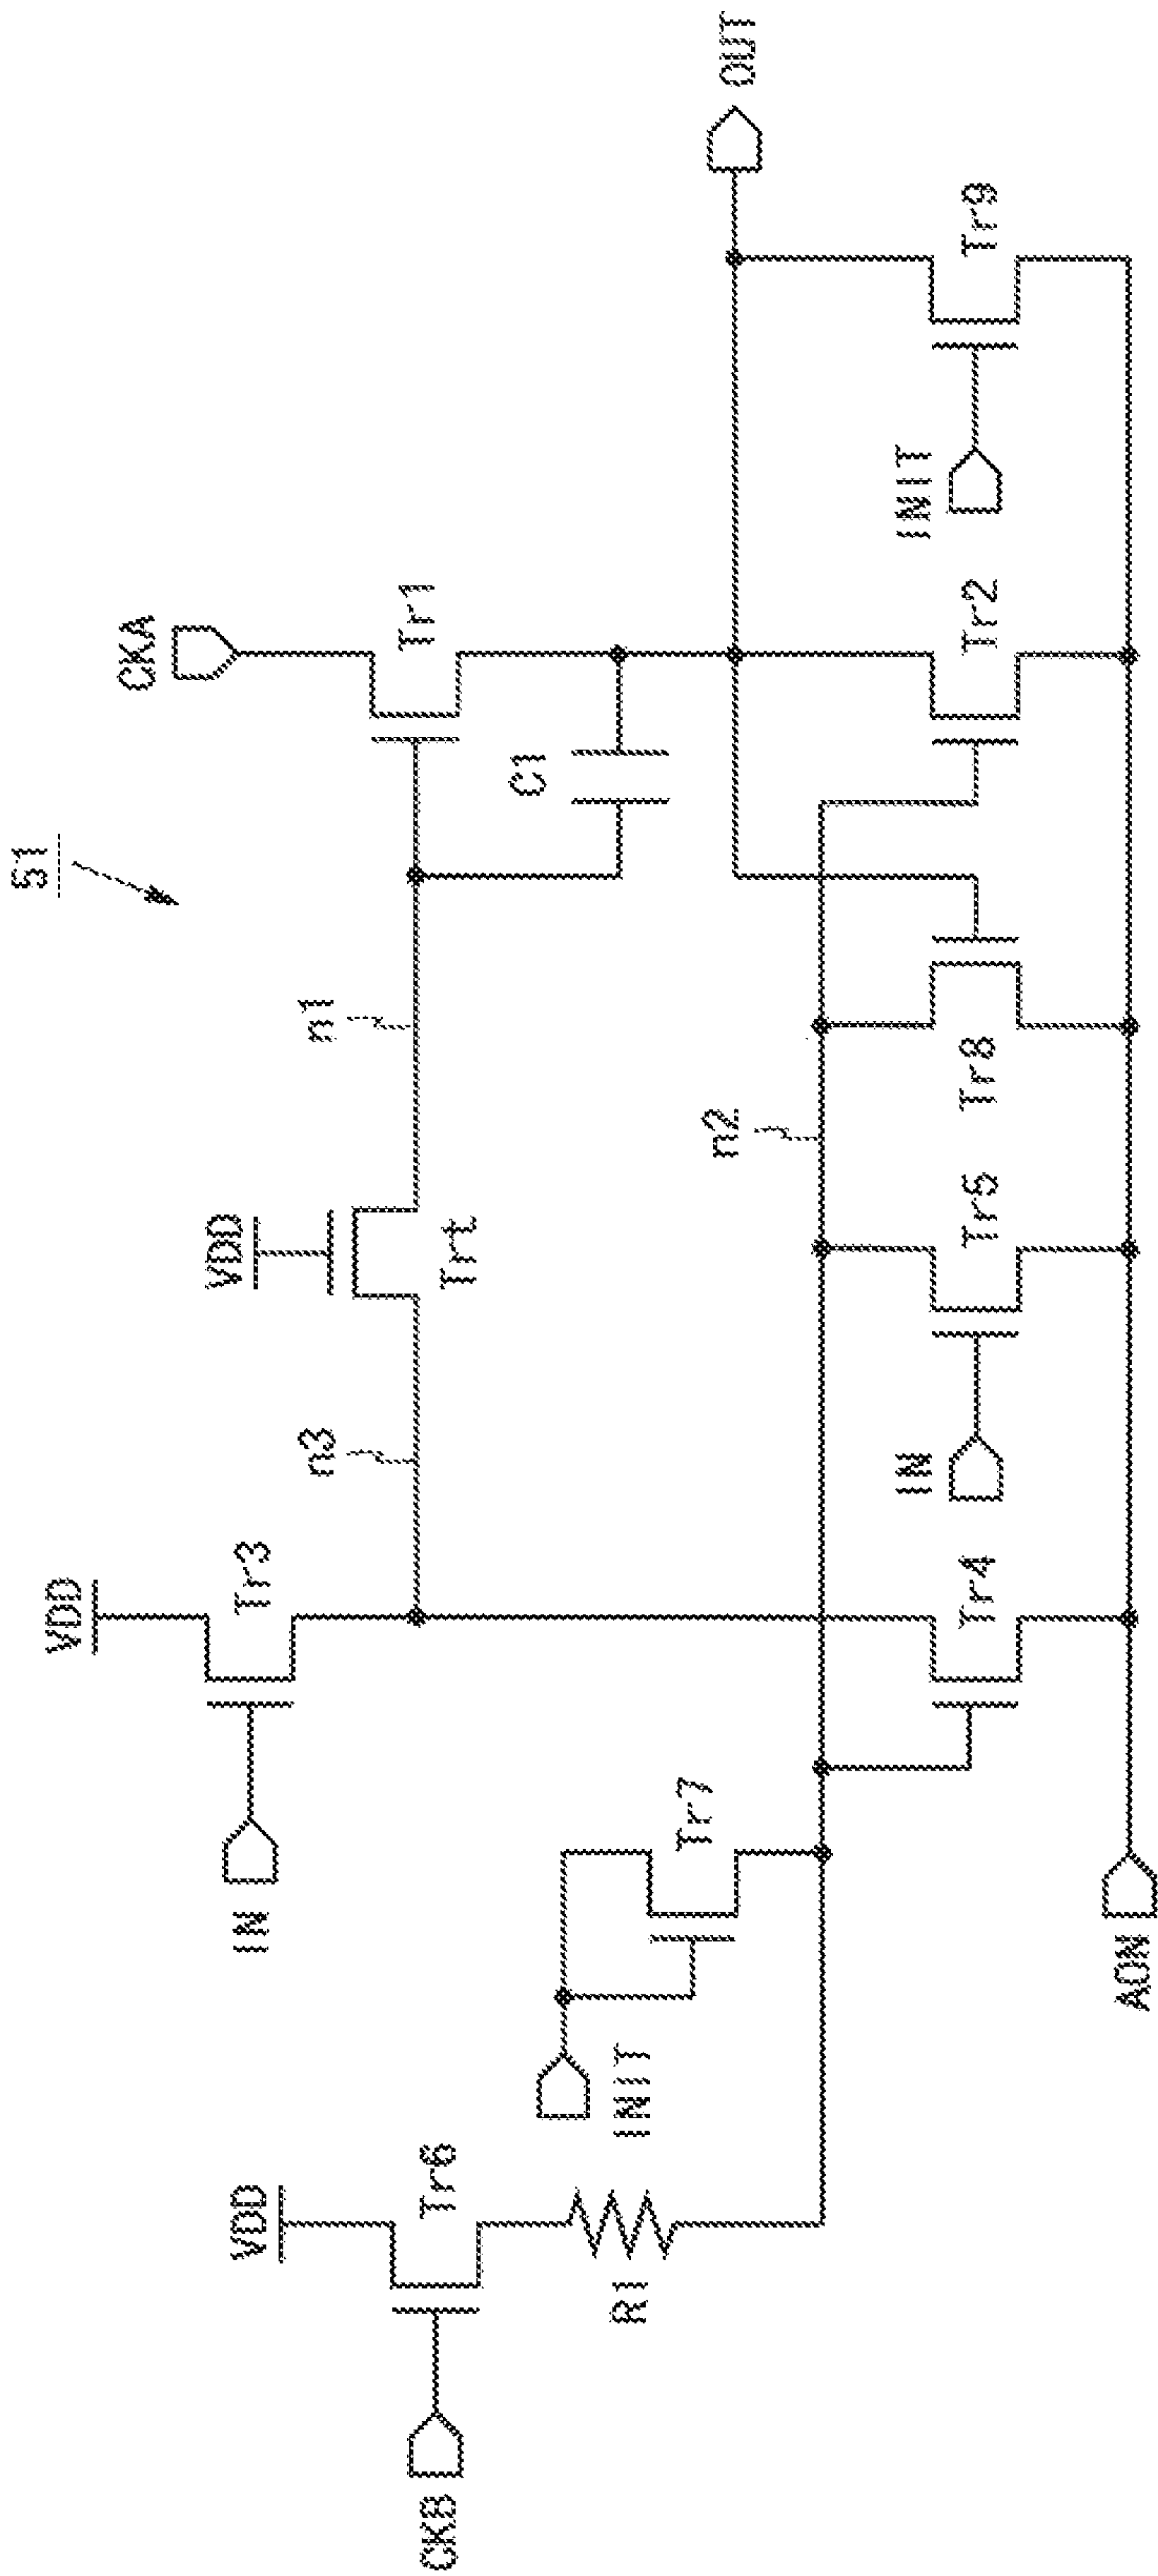 51
VDD
VDD
VDD
CKA
CKB
Tr6
R1
INIT
Tr7
IN
Tr3
n3
Trt
n1
C1
Tr1
OUT
n2
AON
Tr4
IN
Tr5
Tr8
Tr2
INIT
Tr9